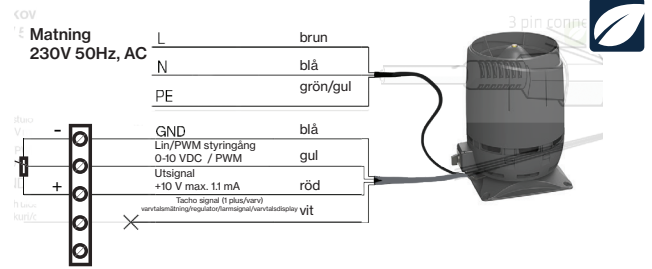 3 pin conne
Matning
230V 50Hz, AC
L brun
N blå
PE grön/gul
- GND blå
Lin/PWM styringång
0-10 VDC / PWM gul
Utsignal
+ +10 V max. 1.1 mA röd
Tacho signal (1 plus/varv)
varvtalsmätning/regulator/larmsignal/varvtalsdisplay vit